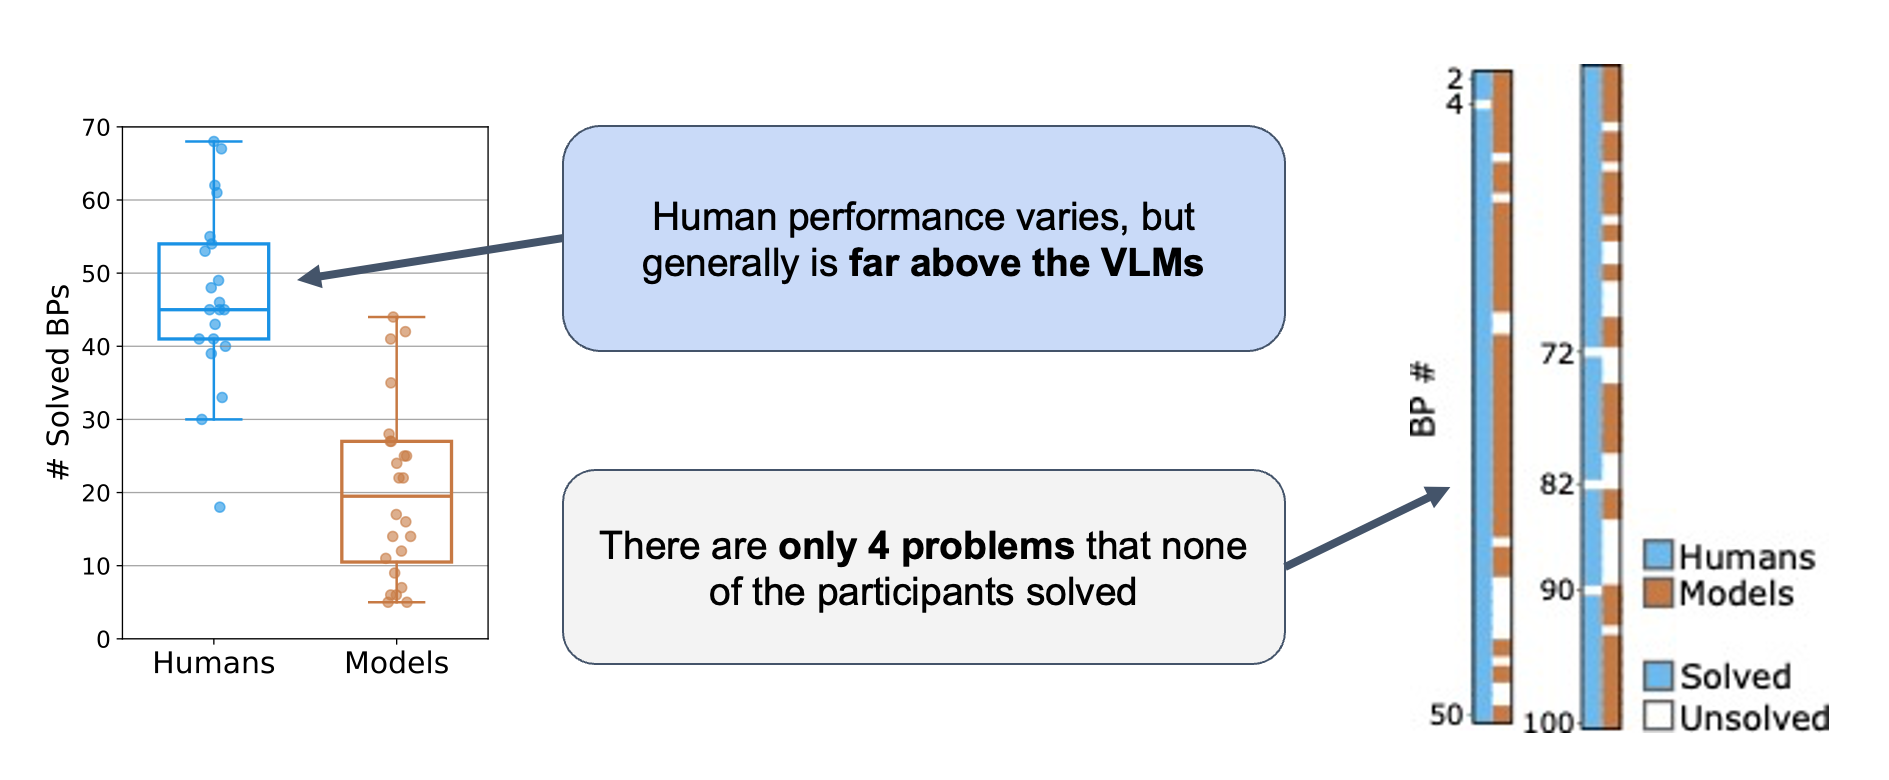 # Solved BPs
70
60
50
40
30
20
10
0
Humans
Models
Human performance varies, but
generally is far above the VLMs
There are only 4 problems that none
of the participants solved
BP #
2
4
50
72
82
90
100
Humans
Models
Solved
Unsolved